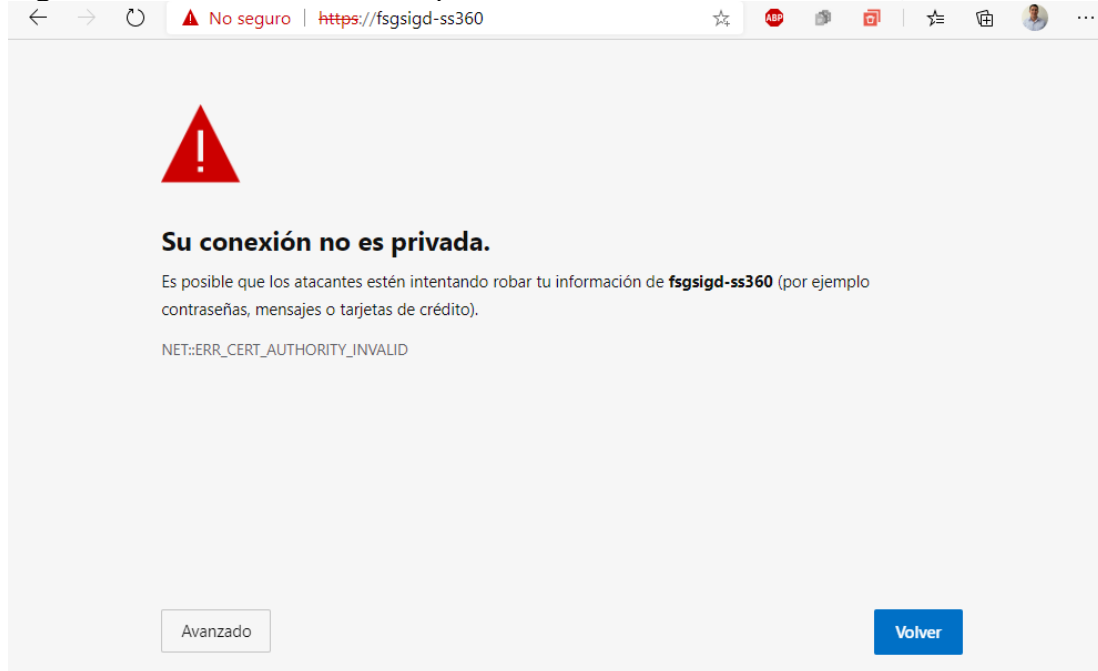 No seguro | https://fsgsigd-ss360
ABP
!
Su conexión no es privada.
Es posible que los atacantes estén intentando robar tu información de fsgsigd-ss360 (por ejemplo
contraseñas, mensajes o tarjetas de crédito).
NET::ERR_CERT_AUTHORITY_INVALID
Avanzado
Volver